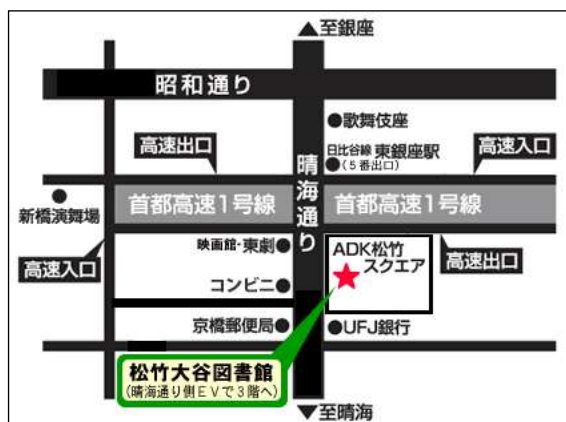 ▲至銀座
昭和通り
●歌舞伎座
高速出口
日比谷線 東銀座駅
●(5番出口)
高速入口
晴海通り
新橋演舞場
首都高速1号線
首都高速1号線
高速入口
映画館・東劇●
ADK松竹
スクエア
高速出口
コンビニ●
京橋郵便局●
●UFJ銀行
松竹大谷図書館
(晴海通り側EVで3階へ)
▼至晴海